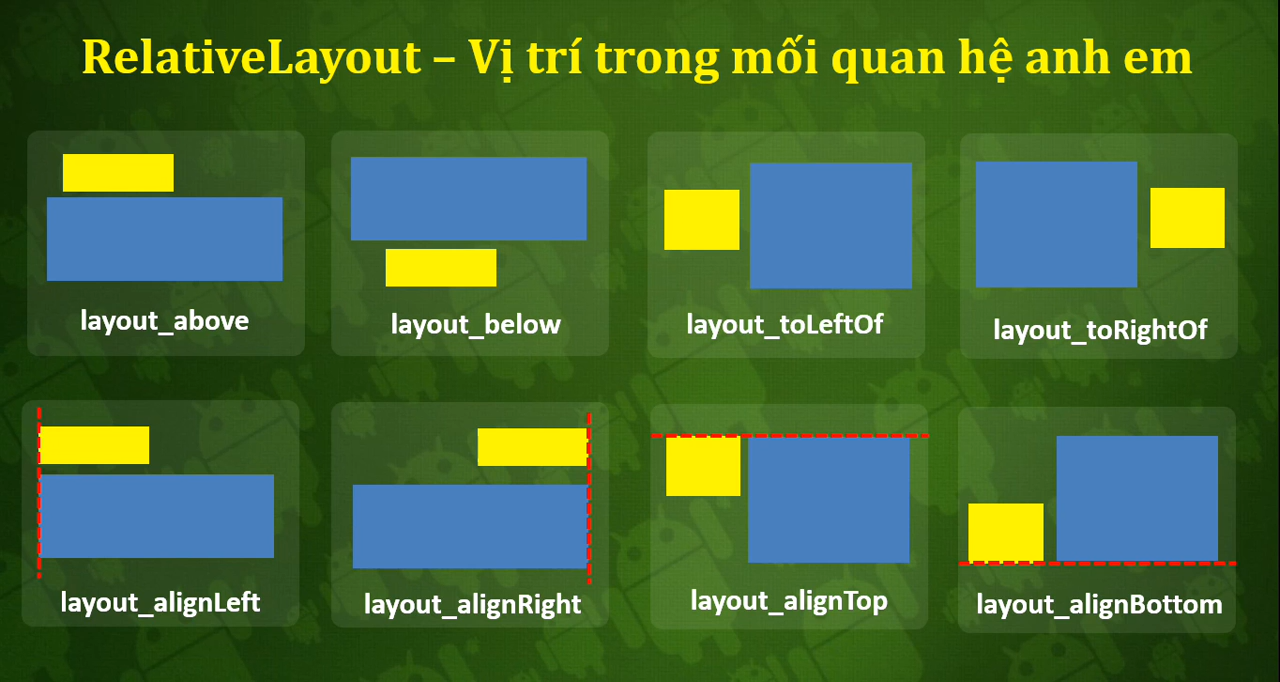 RelativeLayout – Vị trí trong mối quan hệ anh em
layout_above
layout_below
layout_toLeftOf
layout_toRightOf
layout_alignLeft
layout_alignRight
layout_alignTop
layout_alignBottom